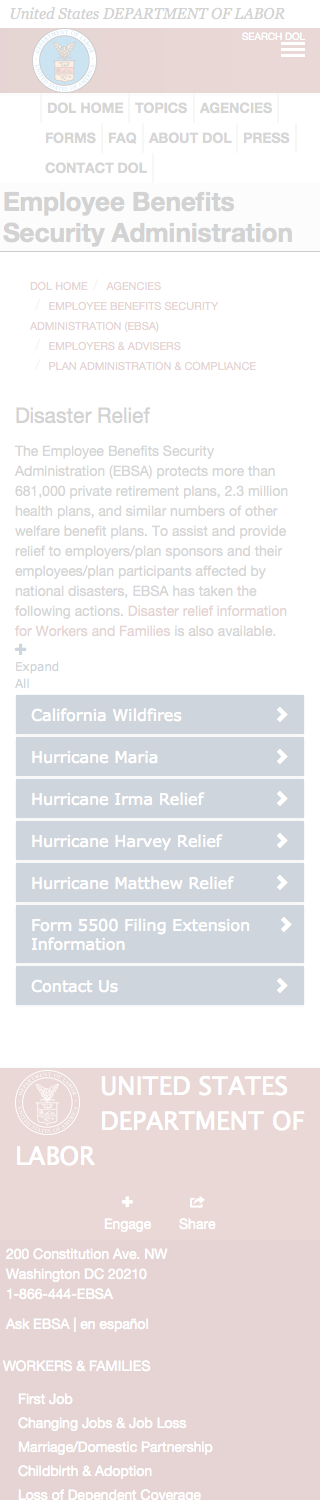 United States DEPARTMENT OF LABOR
SEARCH DOL
DOL HOME TOPICS AGENCIES
FORMS FAQ ABOUT DOL PRESS
CONTACT DOL
Employee Benefits
Security Administration
DOL HOME / AGENCIES
/ EMPLOYEE BENEFITS SECURITY
ADMINISTRATION (EBSA)
/ EMPLOYERS & ADVISERS
/ PLAN ADMINISTRATION & COMPLIANCE
Disaster Relief
The Employee Benefits Security
Administration (EBSA) protects more than
681,000 private retirement plans, 2.3 million
health plans, and similar numbers of other
welfare benefit plans. To assist and provide
relief to employers/plan sponsors and their
employees/plan participants affected by
national disasters, EBSA has taken the
following actions. Disaster relief information
for Workers and Families is also available.
Expand
All
California Wildfires
Hurricane Maria
Hurricane Irma Relief
Hurricane Harvey Relief
Hurricane Matthew Relief
Form 5500 Filing Extension
Information
Contact Us
UNITED STATES
DEPARTMENT OF
LABOR
Engage Share
200 Constitution Ave. NW
Washington DC 20210
1-866-444-EBSA
Ask EBSA | en español
WORKERS & FAMILIES
First Job
Changing Jobs & Job Loss
Marriage/Domestic Partnership
Childbirth & Adoption
Loss of Dependent Coverage